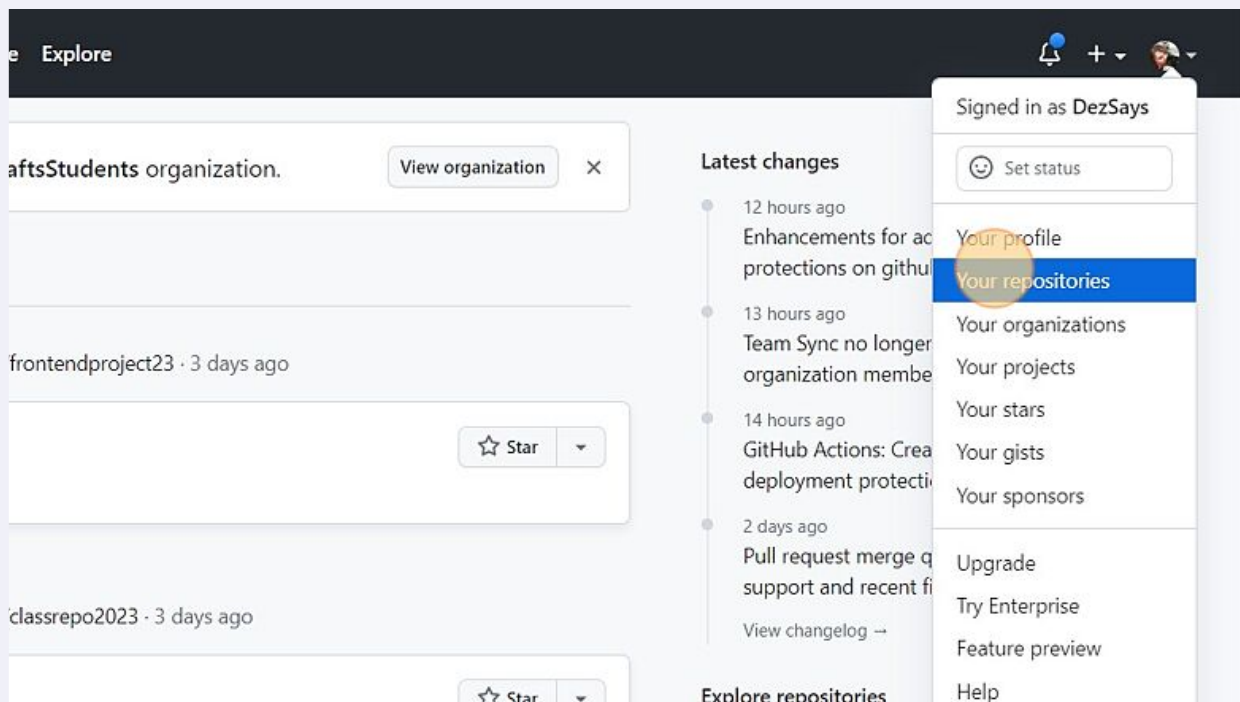 e Explore
Signed in as DezSays
aftsStudents organization.
View organization
Set status
Latest changes
12 hours ago
Enhancements for ac
protections on githu
13 hours ago
Team Sync no longer
organization membe
14 hours ago
GitHub Actions: Crea
deployment protecti
2 days ago
Pull request merge q
support and recent fi
View changelog →
Explore repositories
/frontendproject23 · 3 days ago
Star
/classrepo2023 · 3 days ago
Star
Your profile
Your repositories
Your organizations
Your projects
Your stars
Your gists
Your sponsors
Upgrade
Try Enterprise
Feature preview
Help